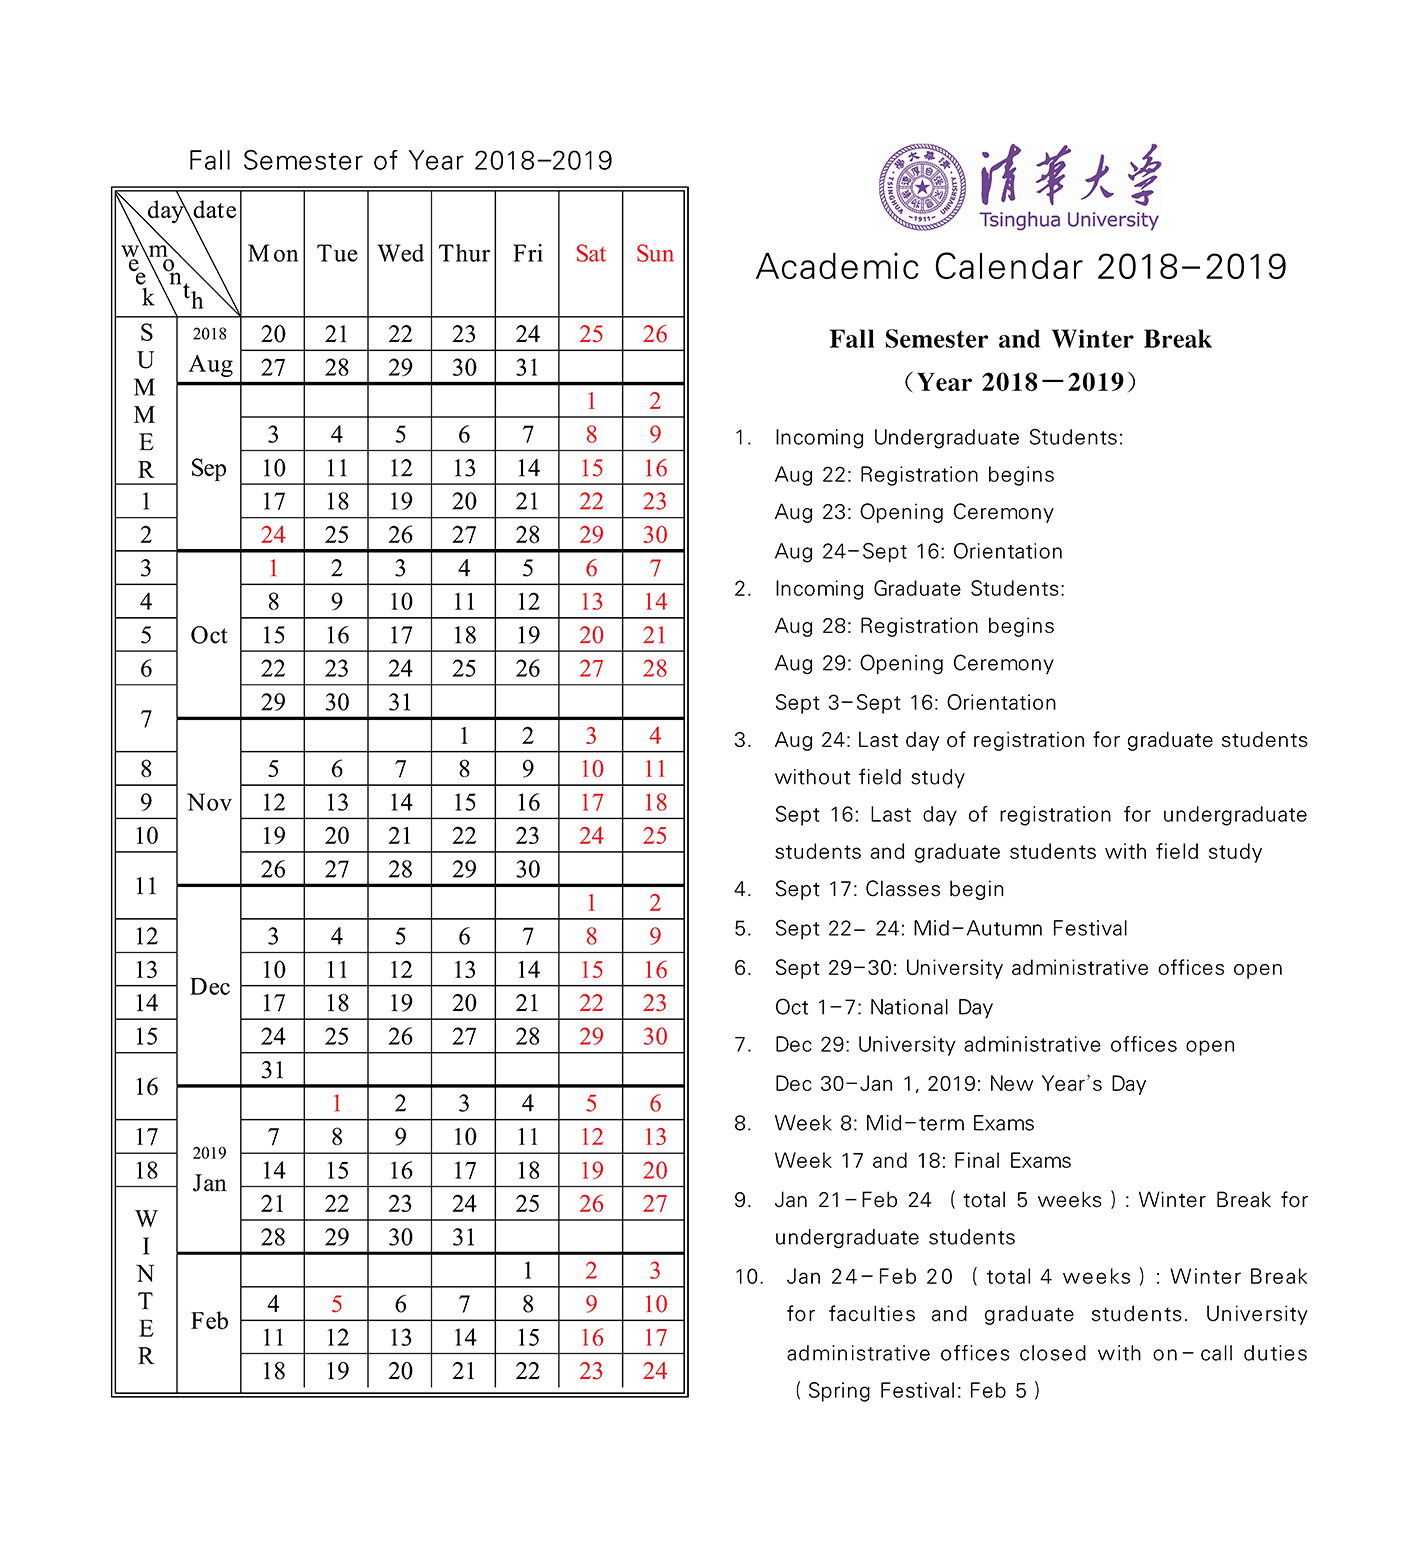 Fall Semester of Year 2018-2019
day date
week month
Mon Tue Wed Thur Fri Sat Sun
SUMMER
2018
Aug
20 21 22 23 24 25 26
27 28 29 30 31
Sep
1 2
3 4 5 6 7 8 9
10 11 12 13 14 15 16
1 17 18 19 20 21 22 23
2 24 25 26 27 28 29 30
Oct
3 1 2 3 4 5 6 7
4 8 9 10 11 12 13 14
5 15 16 17 18 19 20 21
6 22 23 24 25 26 27 28
7 29 30 31
Nov
1 2 3 4
8 5 6 7 8 9 10 11
9 12 13 14 15 16 17 18
10 19 20 21 22 23 24 25
11 26 27 28 29 30
Dec
1 2
12 3 4 5 6 7 8 9
13 10 11 12 13 14 15 16
14 17 18 19 20 21 22 23
15 24 25 26 27 28 29 30
16 31
2019
Jan
1 2 3 4 5 6
17 7 8 9 10 11 12 13
18 14 15 16 17 18 19 20
WINTER
21 22 23 24 25 26 27
28 29 30 31
Feb
1 2 3
4 5 6 7 8 9 10
11 12 13 14 15 16 17
18 19 20 21 22 23 24
TSINGHUA UNIVERSITY
-1911-
清華大学
Tsinghua University
Academic Calendar 2018-2019
Fall Semester and Winter Break
（Year 2018－2019）
1. Incoming Undergraduate Students:
Aug 22: Registration begins
Aug 23: Opening Ceremony
Aug 24-Sept 16: Orientation
2. Incoming Graduate Students:
Aug 28: Registration begins
Aug 29: Opening Ceremony
Sept 3-Sept 16: Orientation
3. Aug 24: Last day of registration for graduate students
without field study
Sept 16: Last day of registration for undergraduate
students and graduate students with field study
4. Sept 17: Classes begin
5. Sept 22- 24: Mid-Autumn Festival
6. Sept 29-30: University administrative offices open
Oct 1-7: National Day
7. Dec 29: University administrative offices open
Dec 30-Jan 1, 2019: New Year's Day
8. Week 8: Mid-term Exams
Week 17 and 18: Final Exams
9. Jan 21-Feb 24 (total 5 weeks): Winter Break for
undergraduate students
10. Jan 24-Feb 20 (total 4 weeks): Winter Break
for faculties and graduate students. University
administrative offices closed with on-call duties
(Spring Festival: Feb 5)